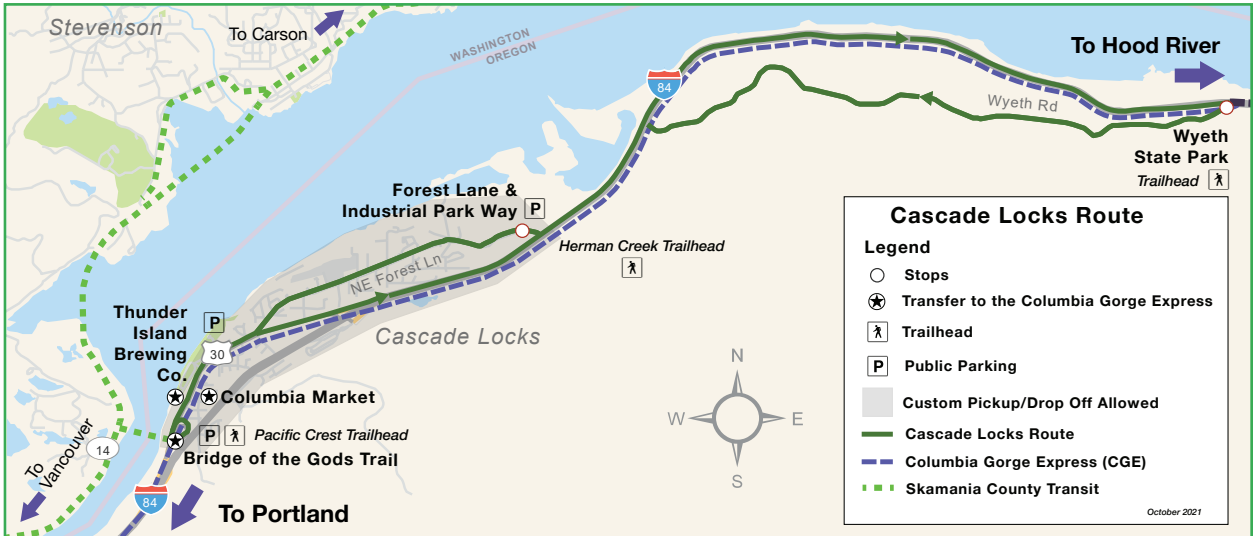 Stevenson
To Carson
WASHINGTON
OREGON
To Hood River
84
Wyeth Rd
Wyeth
State Park
Trailhead
Forest Lane &
Industrial Park Way
P
Herman Creek Trailhead
NE Forest Ln
Thunder
Island
Brewing
Co.
P
30
Cascade Locks
Columbia Market
P
Pacific Crest Trailhead
Bridge of the Gods Trail
14
To
Vancouver
84
To Portland
N
W
E
S
Cascade Locks Route
Legend
Stops
Transfer to the Columbia Gorge Express
Trailhead
P
Public Parking
Custom Pickup/Drop Off Allowed
Cascade Locks Route
Columbia Gorge Express (CGE)
Skamania County Transit
October 2021